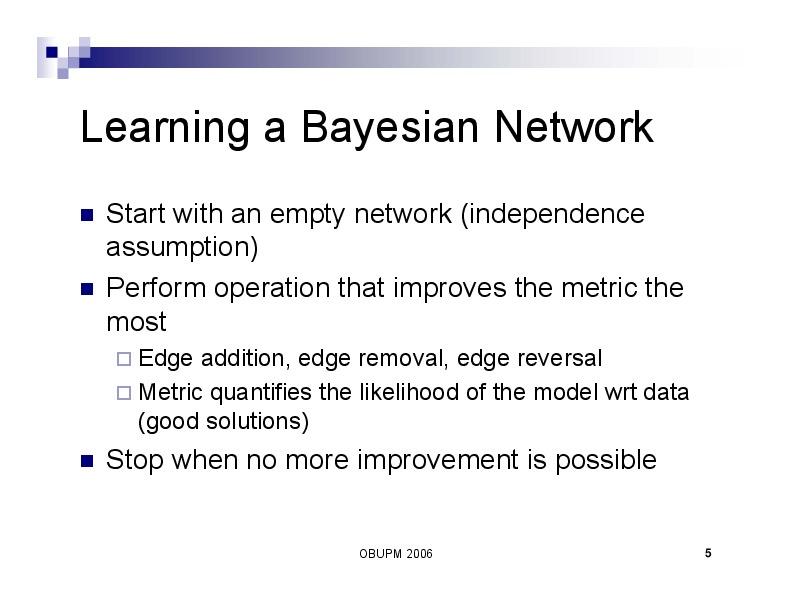 Learning a Bayesian Network
Start with an empty network (independence
assumption)
Perform operation that improves the metric the
most
Edge addition, edge removal, edge reversal
Metric quantifies the likelihood of the model wrt data
(good solutions)
Stop when no more improvement is possible
OBUPM 2006
5